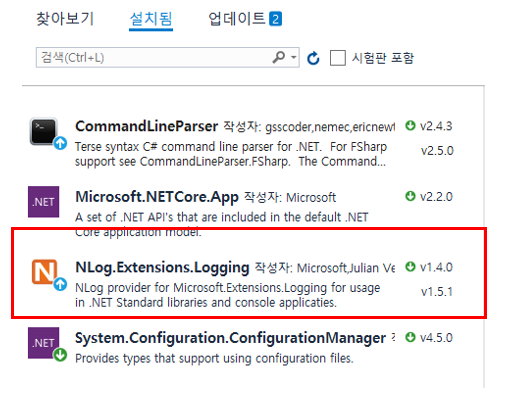 찾아보기 설치됨 업데이트 2
검색(Ctrl+L) 시험판 포함
CommandLineParser 작성자: gsscoder,nemec,ericnewt v2.4.3
Terse syntax C# command line parser for .NET. For FSharp v2.5.0
support see CommandLineParser.FSharp. The Command...
.NET Microsoft.NETCore.App 작성자: Microsoft v2.2.0
A set of .NET API's that are included in the default .NET
Core application model.
N NLog.Extensions.Logging 작성자: Microsoft,Julian Ve v1.4.0
NLog provider for Microsoft.Extensions.Logging for usage v1.5.1
in .NET Standard libraries and console applicaties.
.NET System.Configuration.ConfigurationManager v4.5.0
Provides types that support using configuration files.